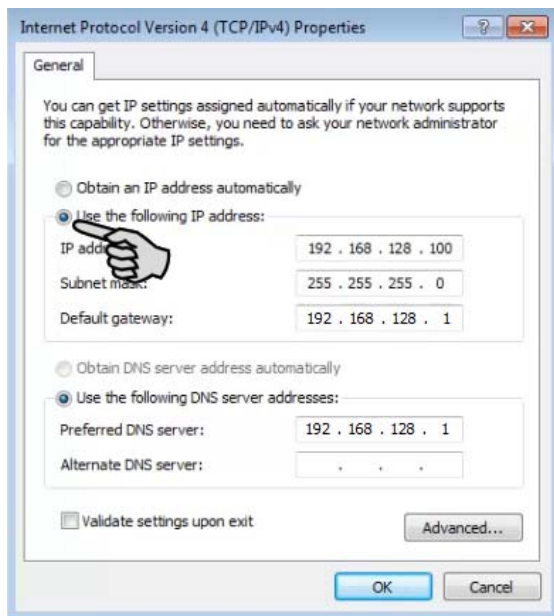 Internet Protocol Version 4 (TCP/IPv4) Properties
General
You can get IP settings assigned automatically if your network supports
this capability. Otherwise, you need to ask your network administrator
for the appropriate IP settings.
Obtain an IP address automatically
Use the following IP address:
IP addr 192 . 168 . 128 . 100
Subnet mask: 255 . 255 . 255 . 0
Default gateway: 192 . 168 . 128 . 1
Obtain DNS server address automatically
Use the following DNS server addresses:
Preferred DNS server: 192 . 168 . 128 . 1
Alternate DNS server: . . .
Validate settings upon exit
Advanced...
OK Cancel